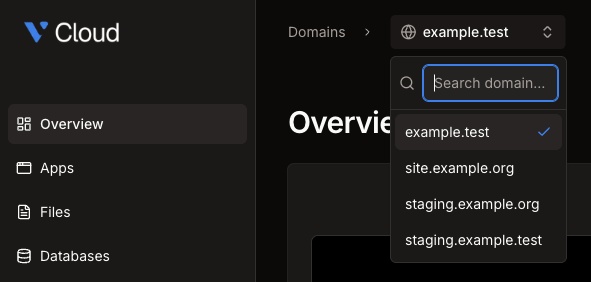 Cloud
Domains
example.test
Search domain...
Overview
Overvie
example.test
Apps
site.example.org
Files
staging.example.org
Databases
staging.example.test